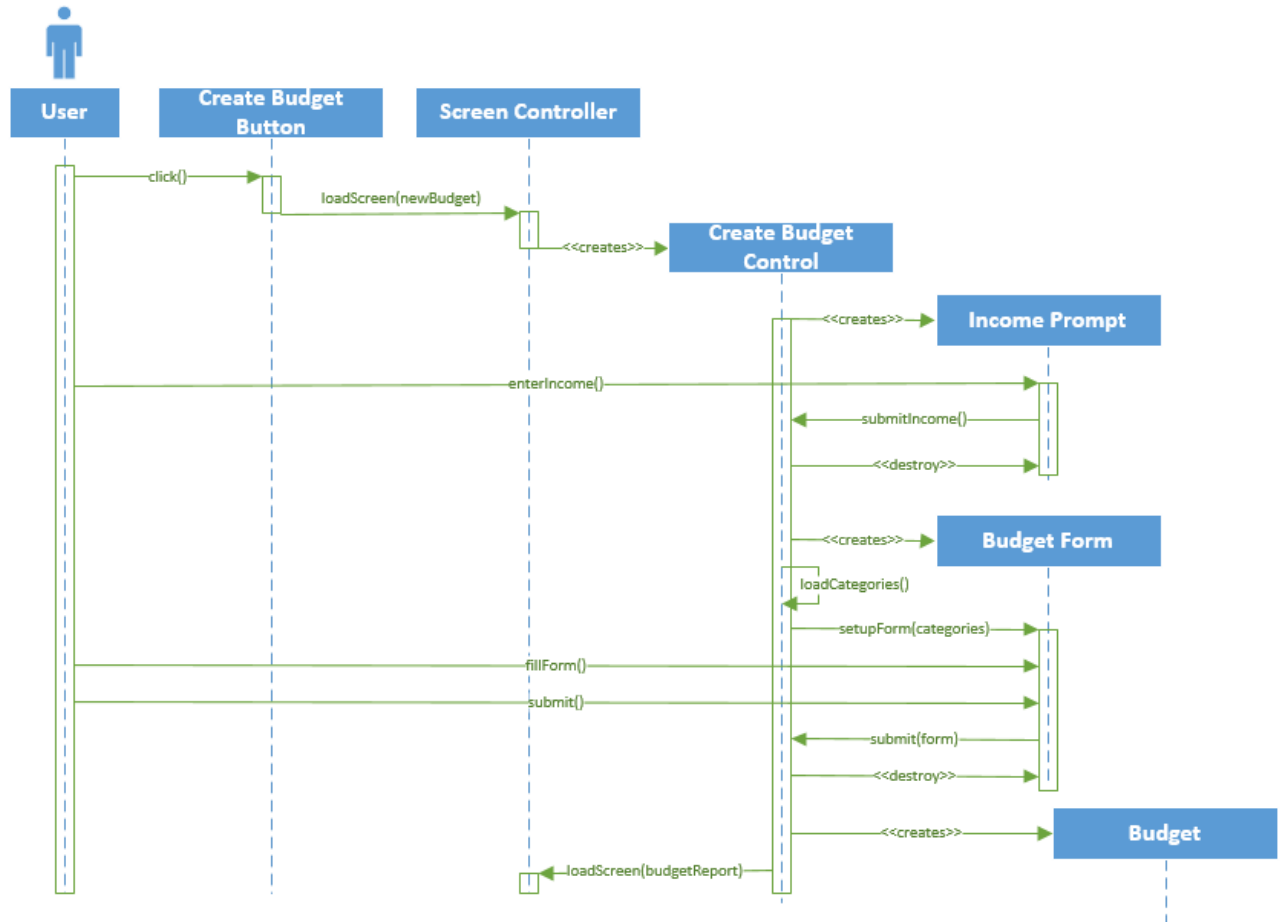 User
Create Budget
Button
Screen Controller
click()
loadScreen(newBudget)
<<creates>>
Create Budget
Control
<<creates>>
Income Prompt
enterIncome()
submitIncome()
<<destroy>>
<<creates>>
Budget Form
loadCategories()
setupForm(categories)
fillForm()
submit()
submit(form)
<<destroy>>
<<creates>>
Budget
loadScreen(budgetReport)